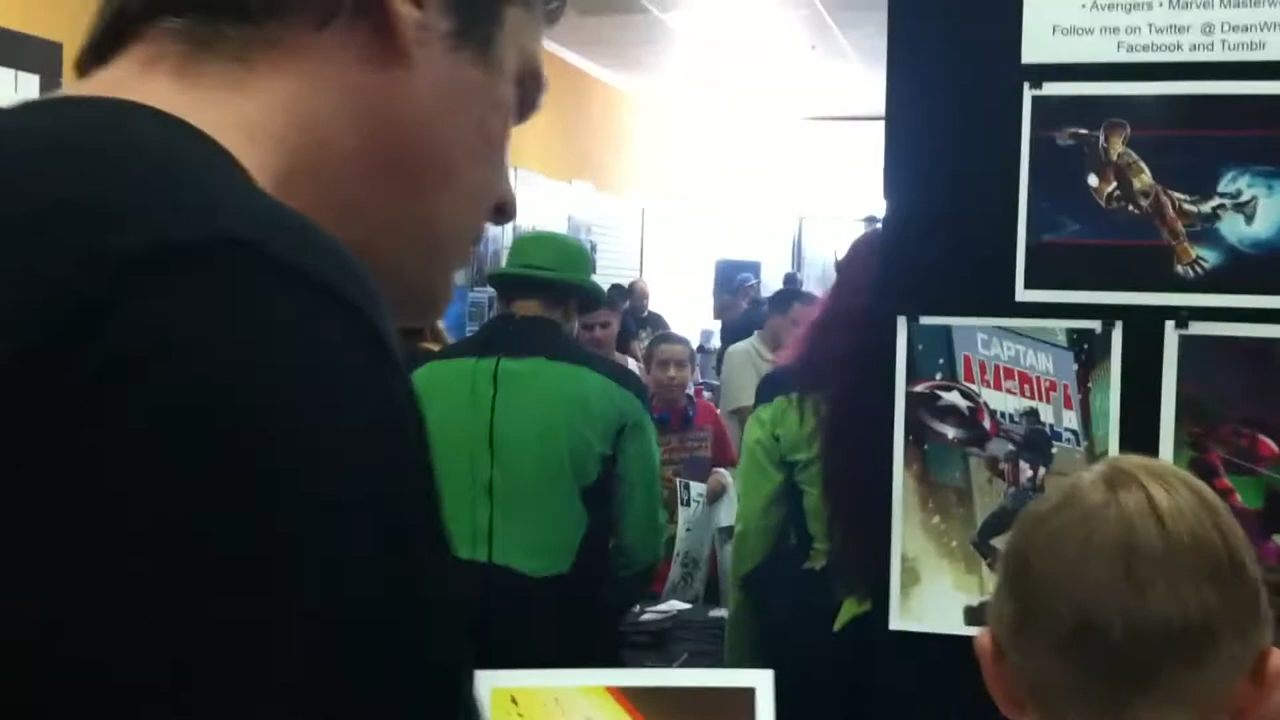 • Avengers • Marvel Masterw
Follow me on Twitter @ DeanWh
Facebook and Tumblr
CAPTAIN
AMERICA